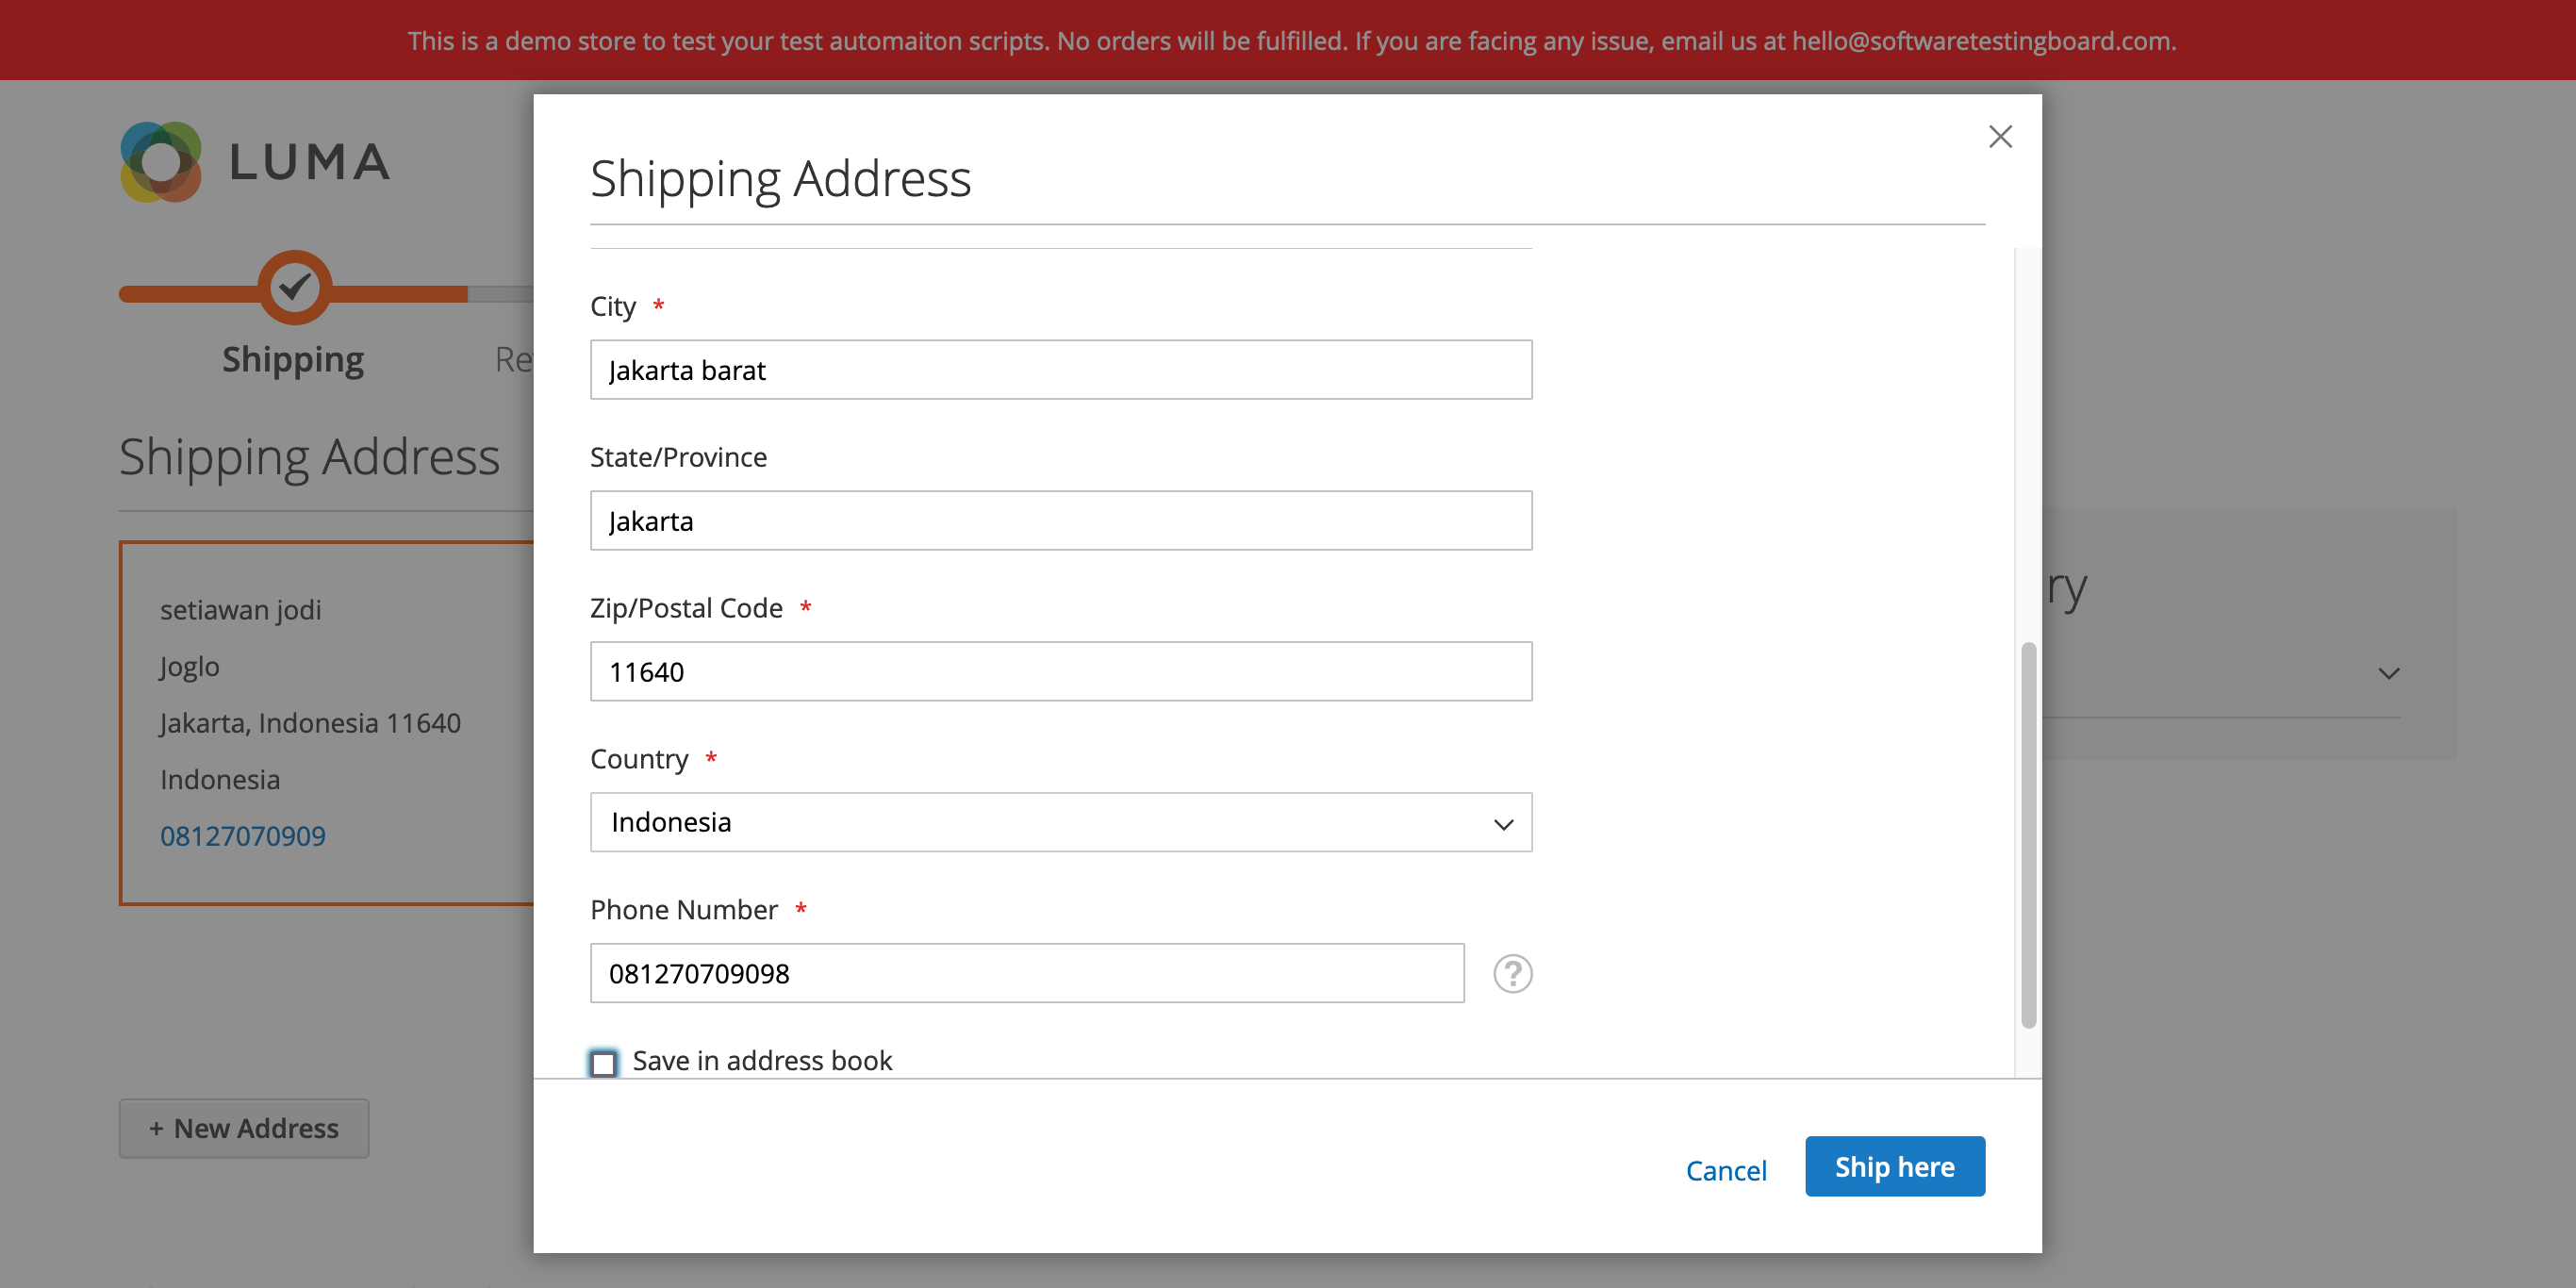 This is a demo store to test your test automaiton scripts. No orders will be fulfilled. If you are facing any issue, email us at hello@softwaretestingboard.com.
LUMA
Shipping
Shipping Address
setiawan jodi
Joglo
Jakarta, Indonesia 11640
Indonesia
08127070909
+ New Address
Shipping Address
City *
Jakarta barat
State/Province
Jakarta
Zip/Postal Code *
11640
Country *
Indonesia
Phone Number *
081270709098
?
Save in address book
Cancel
Ship here